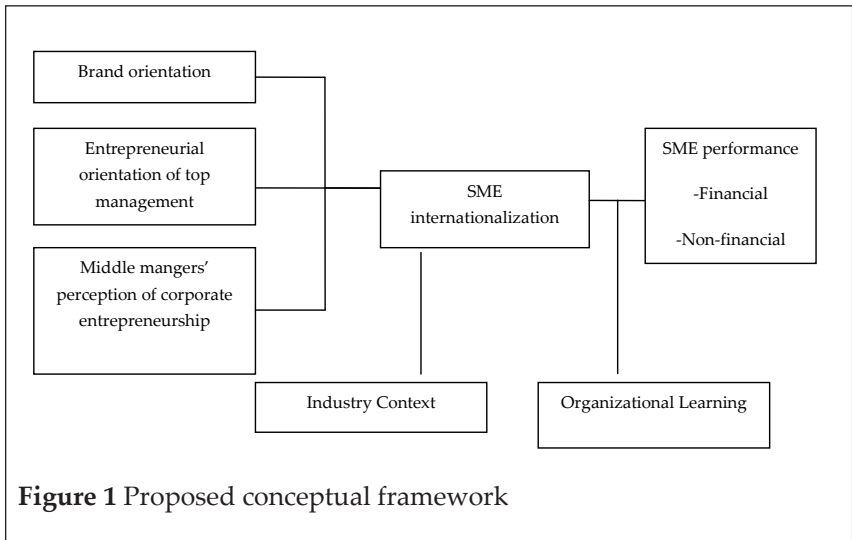 Brand orientation
Entrepreneurial
orientation of top
management
Middle mangers’
perception of corporate
entrepreneurship
SME
internationalization
SME performance
-Financial
-Non-financial
Industry Context
Organizational Learning
Figure 1 Proposed conceptual framework